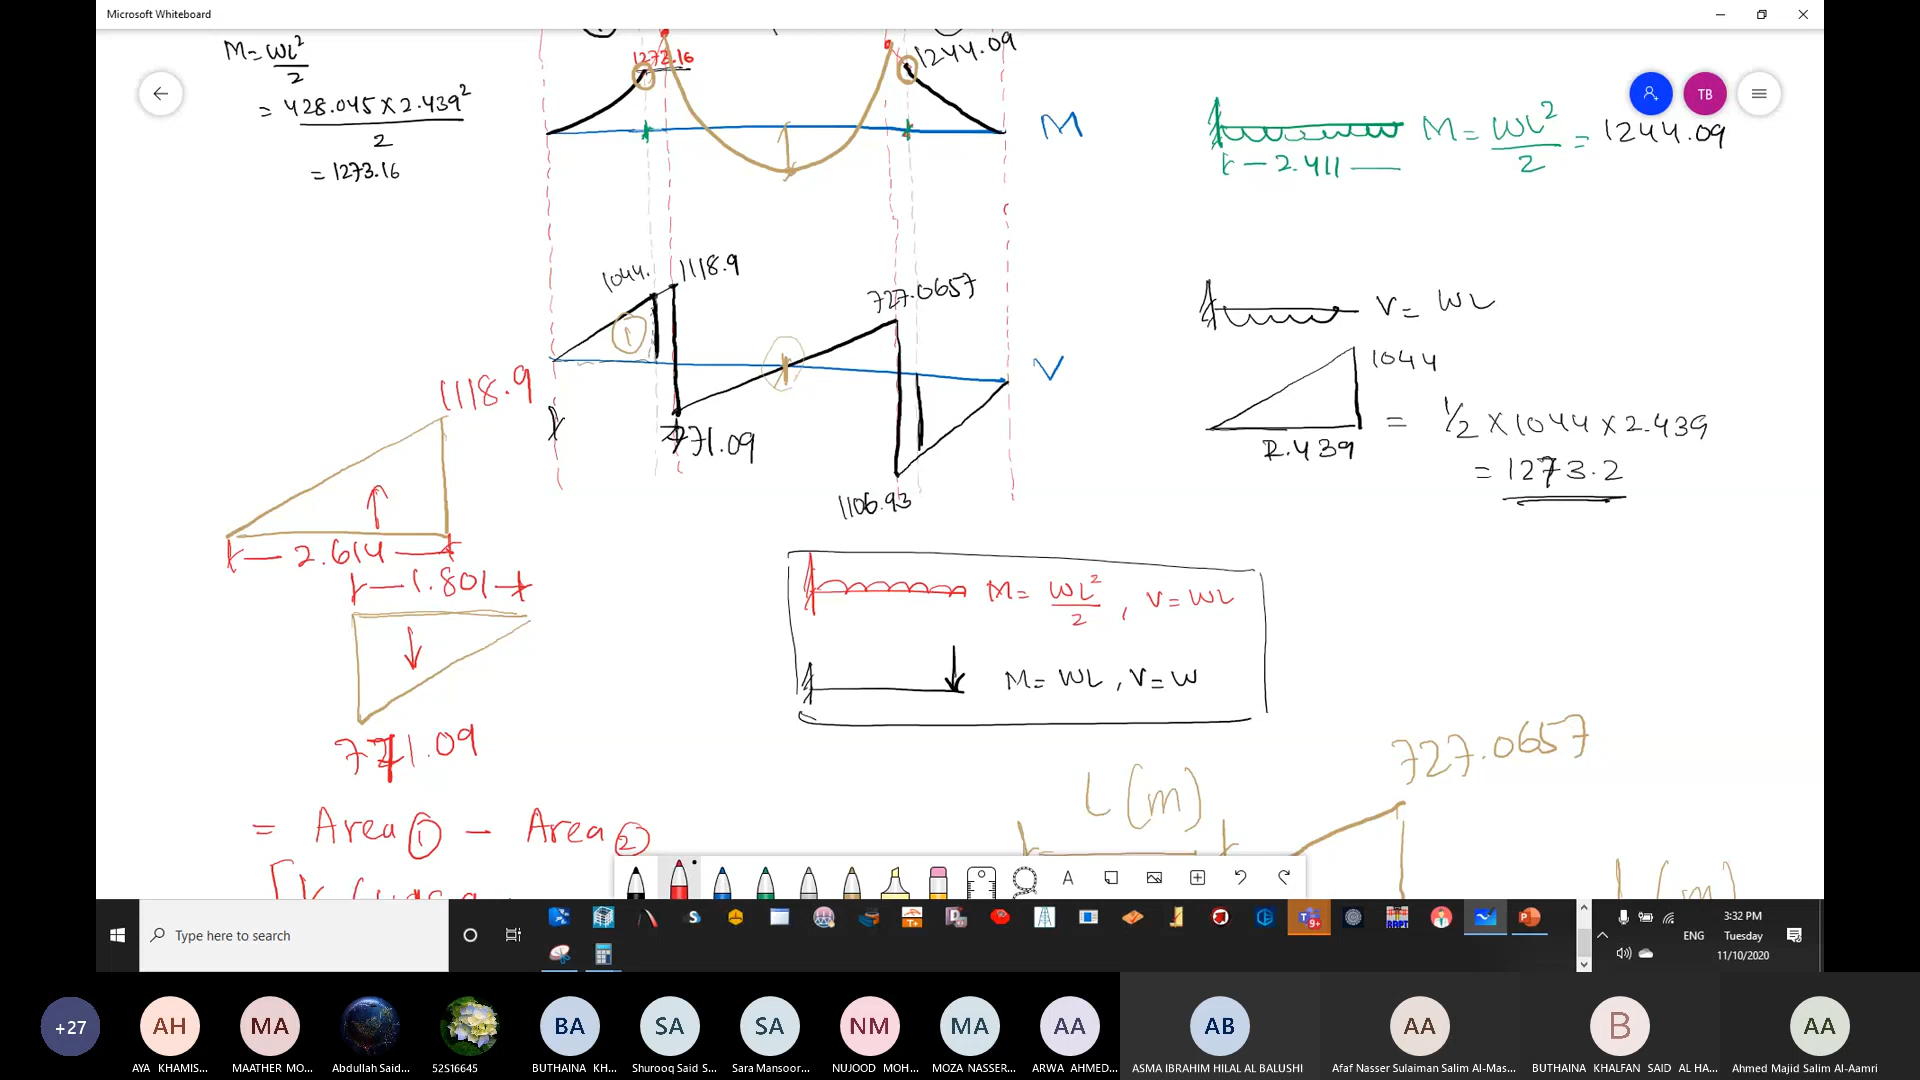 Microsoft Whiteboard
M = WL²/2
= 428.045 × 2.439²/2
= 1273.16
1273.16
1244.09
M
M = WL²/2 = 1244.09
2.411
TB
1044.
1118.9
727.0657
V
771.09
1106.93
V = WL
1044
2.439
= 1/2 × 1044 × 2.439
= 1273.2
1118.9
2.614
1.801
771.09
M = WL²/2 , V = WL
M = WL , V = W
= Area ① - Area ②
L (m)
727.0657
(m)
Type here to search
ENG
3:32 PM
Tuesday
11/10/2020
+27
AH
MA
BA
SA
SA
NM
MA
AA
AB
AA
B
AA
AYA KHAMIS...
MAATHER MO...
Abdullah Said...
52S16645
BUTHAINA KH...
Shurooq Said S...
Sara Mansoor...
NUJOOD MOH...
MOZA NASSER...
ARWA AHMED...
ASMA IBRAHIM HILAL AL BALUSHI
Afaf Nasser Sulaiman Salim Al-Mas...
BUTHAINA KHALFAN SAID AL HA...
Ahmed Majid Salim Al-Aamri